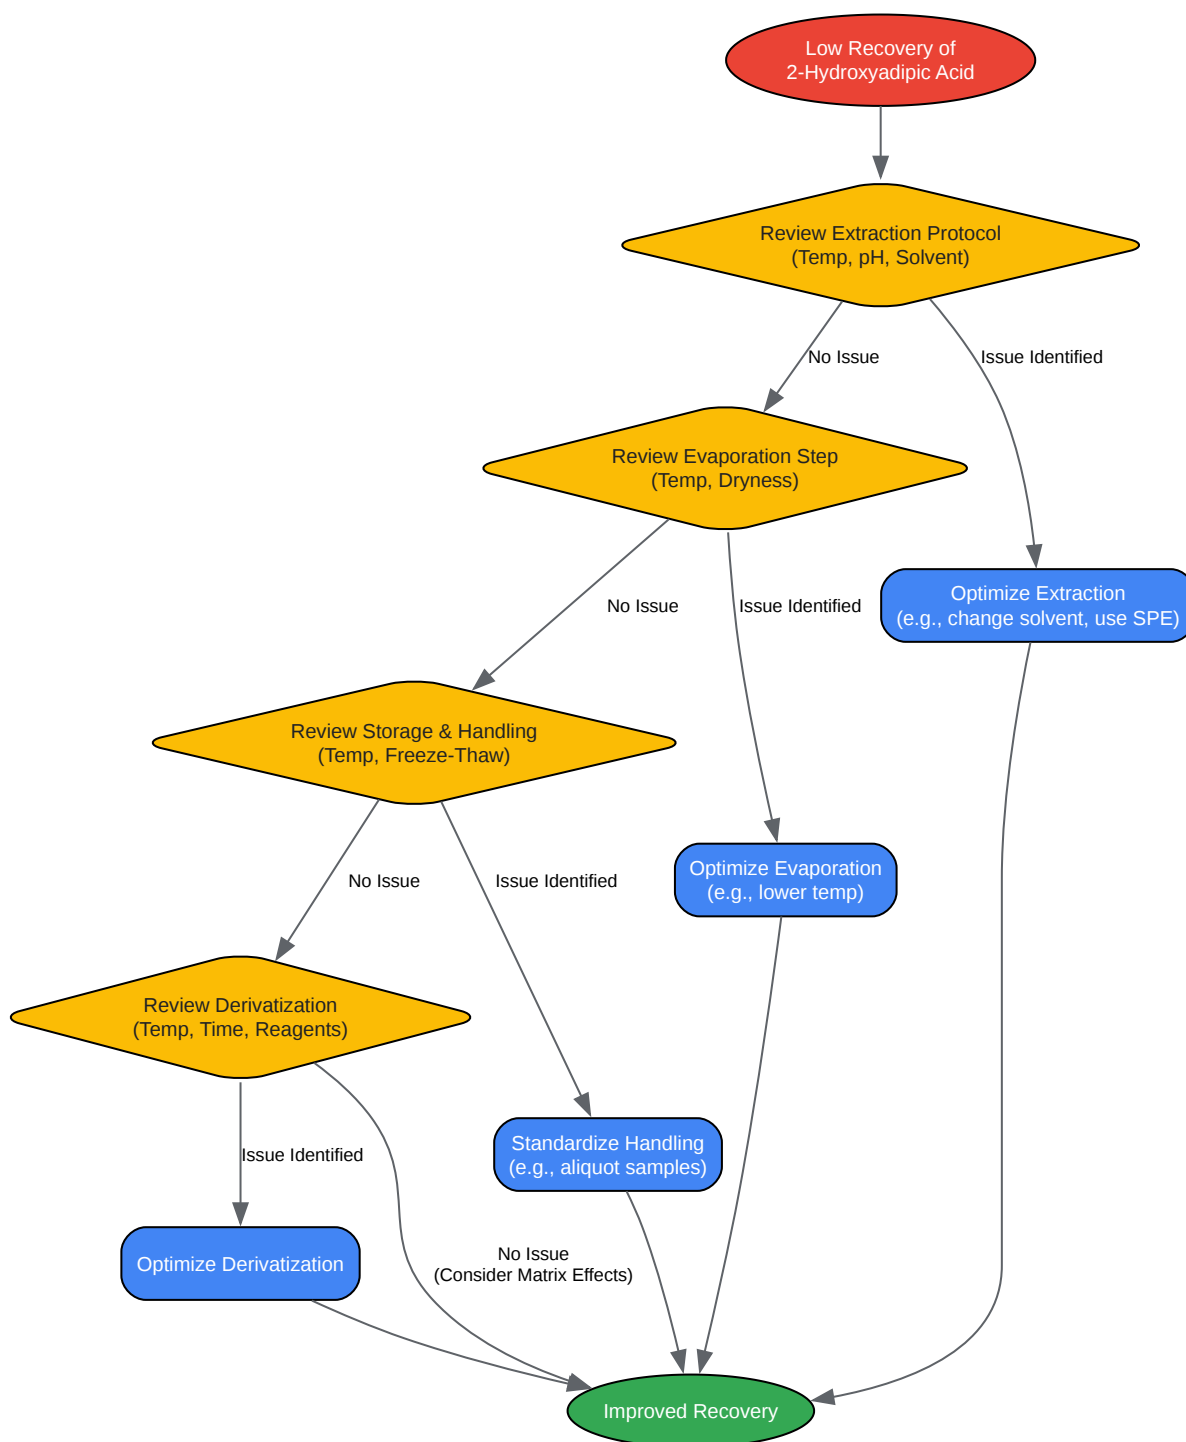 Low Recovery of
2-Hydroxyadipic Acid
Review Extraction Protocol
(Temp, pH, Solvent)
No Issue
Issue Identified
Review Evaporation Step
(Temp, Dryness)
No Issue
Issue Identified
Optimize Extraction
(e.g., change solvent, use SPE)
Review Storage & Handling
(Temp, Freeze-Thaw)
No Issue
Issue Identified
Optimize Evaporation
(e.g., lower temp)
Review Derivatization
(Temp, Time, Reagents)
Issue Identified
Standardize Handling
(e.g., aliquot samples)
Optimize Derivatization
No Issue
(Consider Matrix Effects)
Improved Recovery